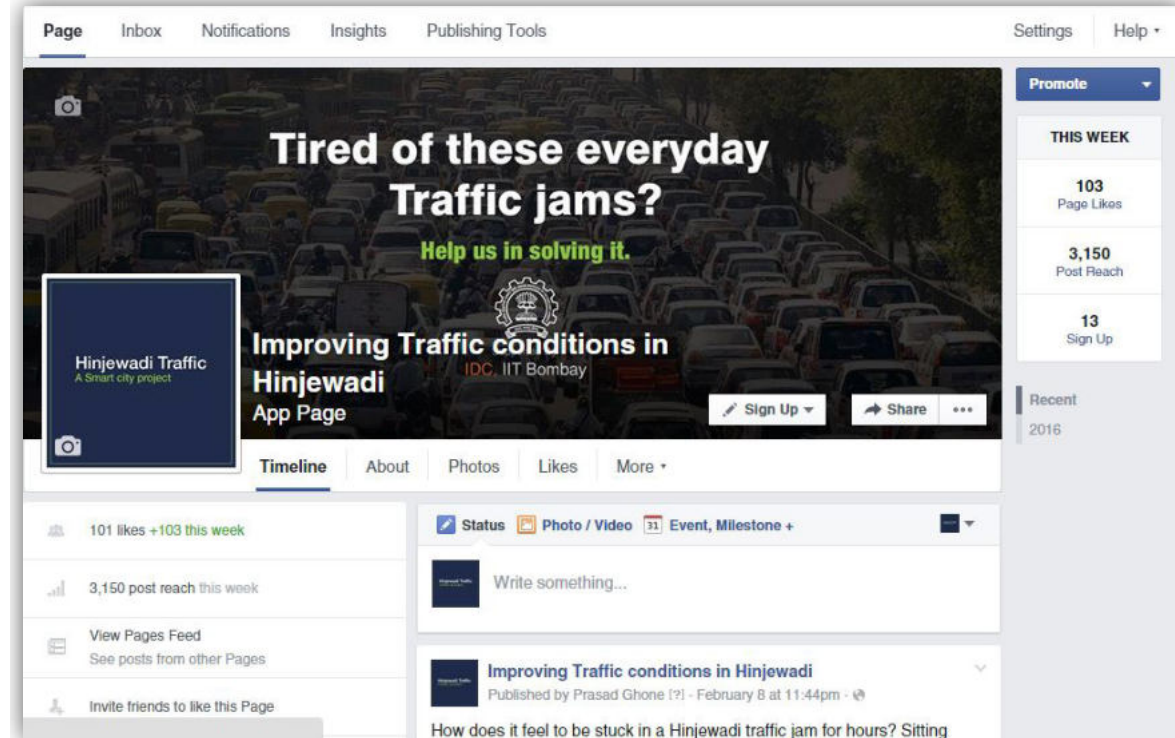 Page Inbox Notifications Insights Publishing Tools Settings Help
Tired of these everyday
Traffic jams?
Help us in solving it.
Hinjewadi Traffic
A Smart city project
Improving Traffic conditions in
Hinjewadi
IDC, IIT Bombay
App Page
Sign Up
Share
Promote
THIS WEEK
103
Page Likes
3,150
Post Reach
13
Sign Up
Recent
2016
Timeline About Photos Likes More
101 likes +103 this week
3,150 post reach this week
View Pages Feed
See posts from other Pages
Invite friends to like this Page
Status Photo / Video 31 Event, Milestone +
Write something...
Improving Traffic conditions in Hinjewadi
Published by Prasad Ghone [?] - February 8 at 11:44pm -
How does it feel to be stuck in a Hinjewadi traffic jam for hours? Sitting